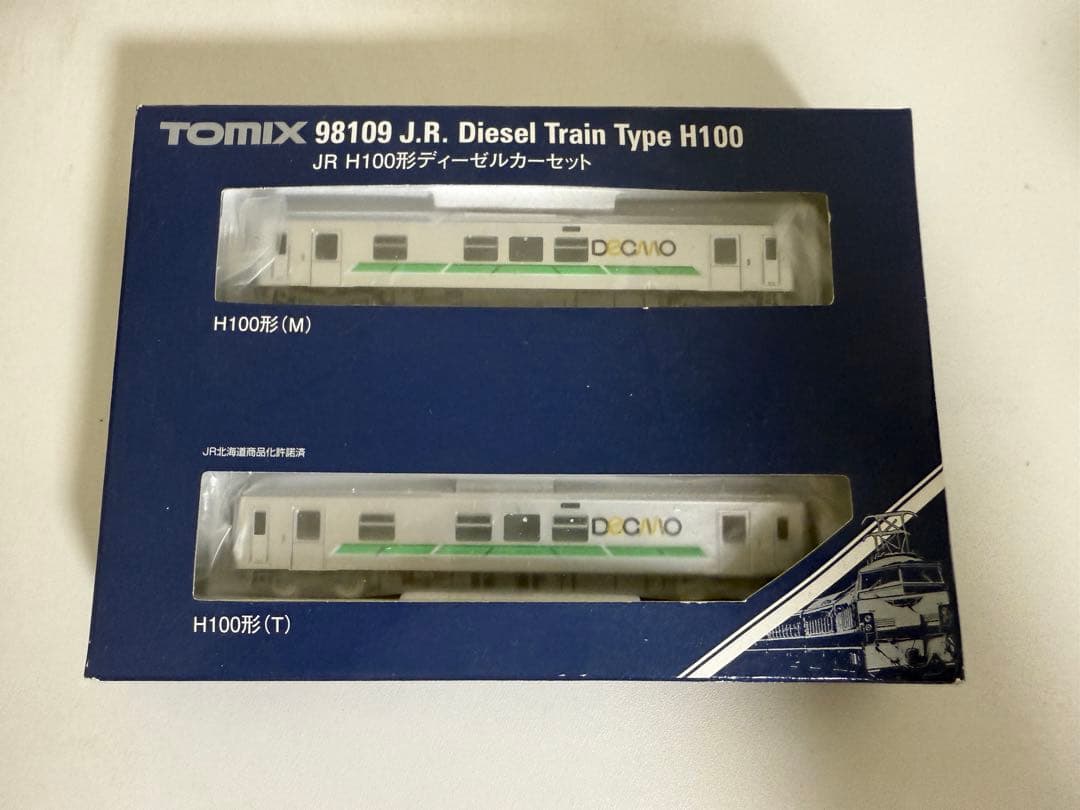 TOMIX 98109 J.R. Diesel Train Type H100
JR H100形ディーゼルカーセット
DECMO
H100形(M)
JR北海道商品化許諾済
DECMO
H100形(T)